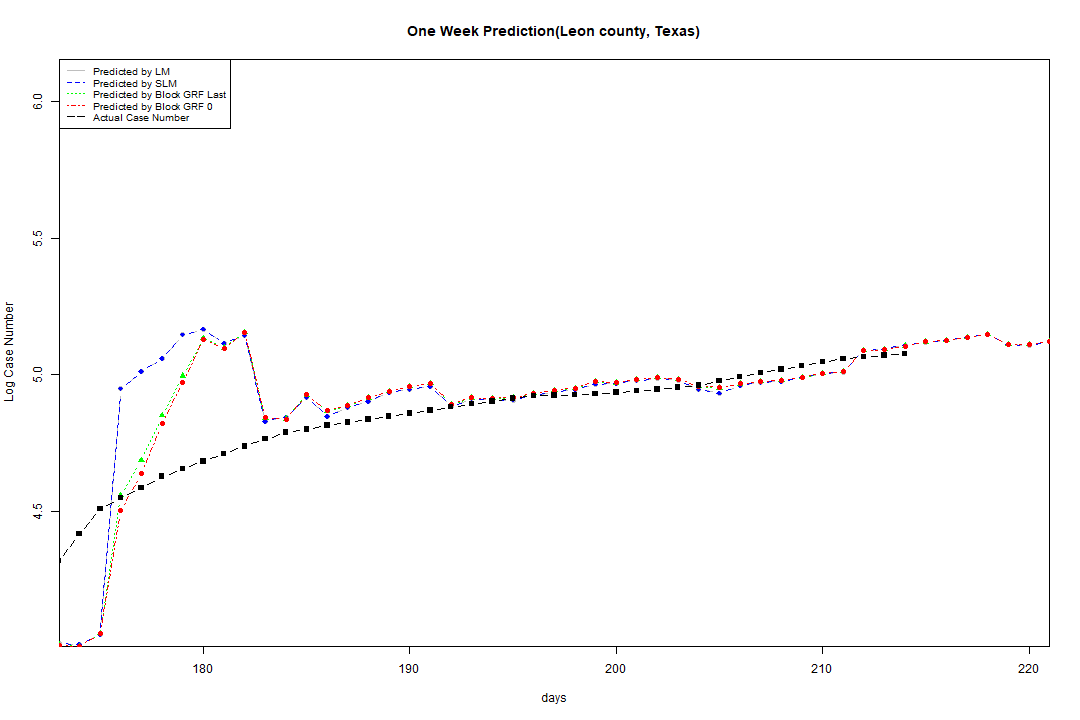 One Week Prediction(Leon county, Texas)
Predicted by LM
Predicted by SLM
Predicted by Block GRF Last
Predicted by Block GRF 0
Actual Case Number
6.0
5.5
5.0
4.5
Log Case Number
180 190 200 210 220
days